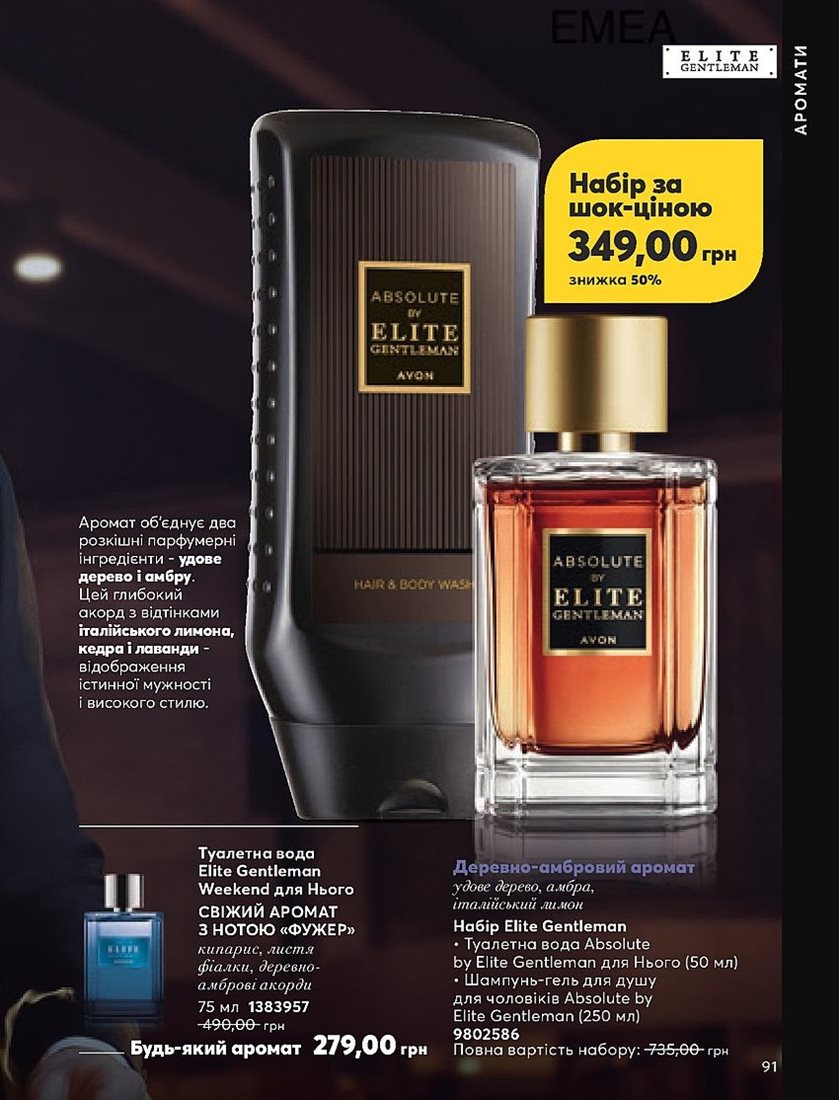 EMEA
ELITE
GENTLEMAN
АРОМАТИ
Набір за
шок-ціною
349,00 грн
знижка 50%
ABSOLUTE
BY
ELITE
GENTLEMAN
AVON
HAIR & BODY WASH
ABSOLUTE
BY
ELITE
GENTLEMAN
AVON
Аромат об'єднує два
розкішні парфумерні
інгредієнти - удове
дерево і амбру.
Цей глибокий
акорд з відтінками
італійського лимона,
кедра і лаванди -
відображення
істинної мужності
і високого стилю.
ELITE
Туалетна вода
Elite Gentleman
Weekend для Нього
СВІЖИЙ АРОМАТ
З НОТОЮ «ФУЖЕР»
кипарис, листя
фіалки, деревно-
амброві акорди
75 мл 1383957
490,00 грн
Будь-який аромат 279,00 грн
Деревно-амбровий аромат
удове дерево, амбра,
італійський лимон
Набір Elite Gentleman
• Туалетна вода Absolute
by Elite Gentleman для Нього (50 мл)
• Шампунь-гель для душу
для чоловіків Absolute by
Elite Gentleman (250 мл)
9802586
Повна вартість набору: 735,00 грн
91